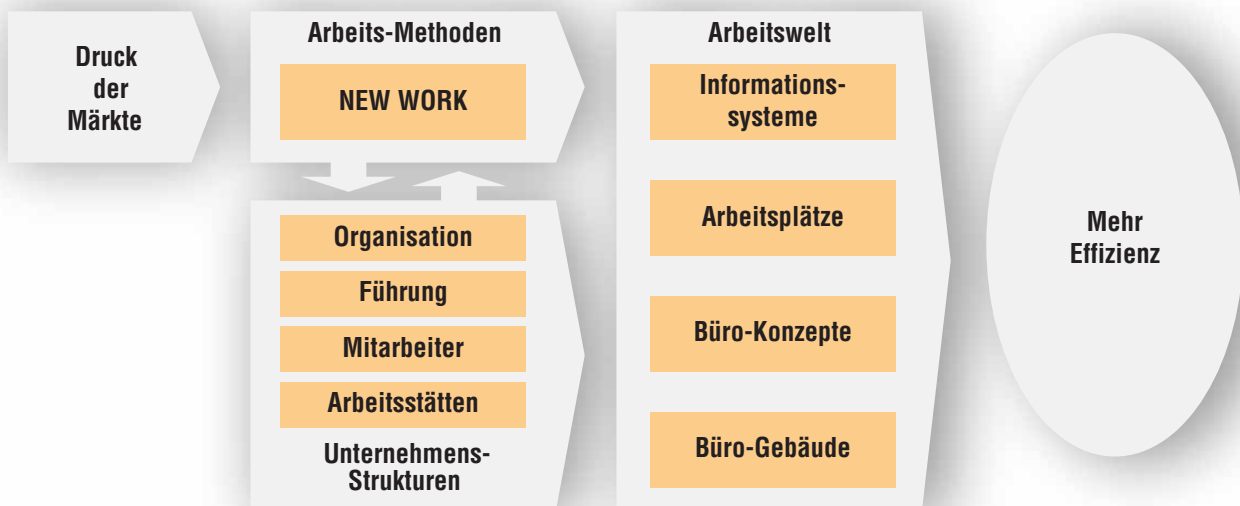 Druck
der
Märkte
Arbeits-Methoden
NEW WORK
Organisation
Führung
Mitarbeiter
Arbeitsstätten
Unternehmens-
Strukturen
Arbeitswelt
Informations-
systeme
Arbeitsplätze
Büro-Konzepte
Büro-Gebäude
Mehr
Effizienz